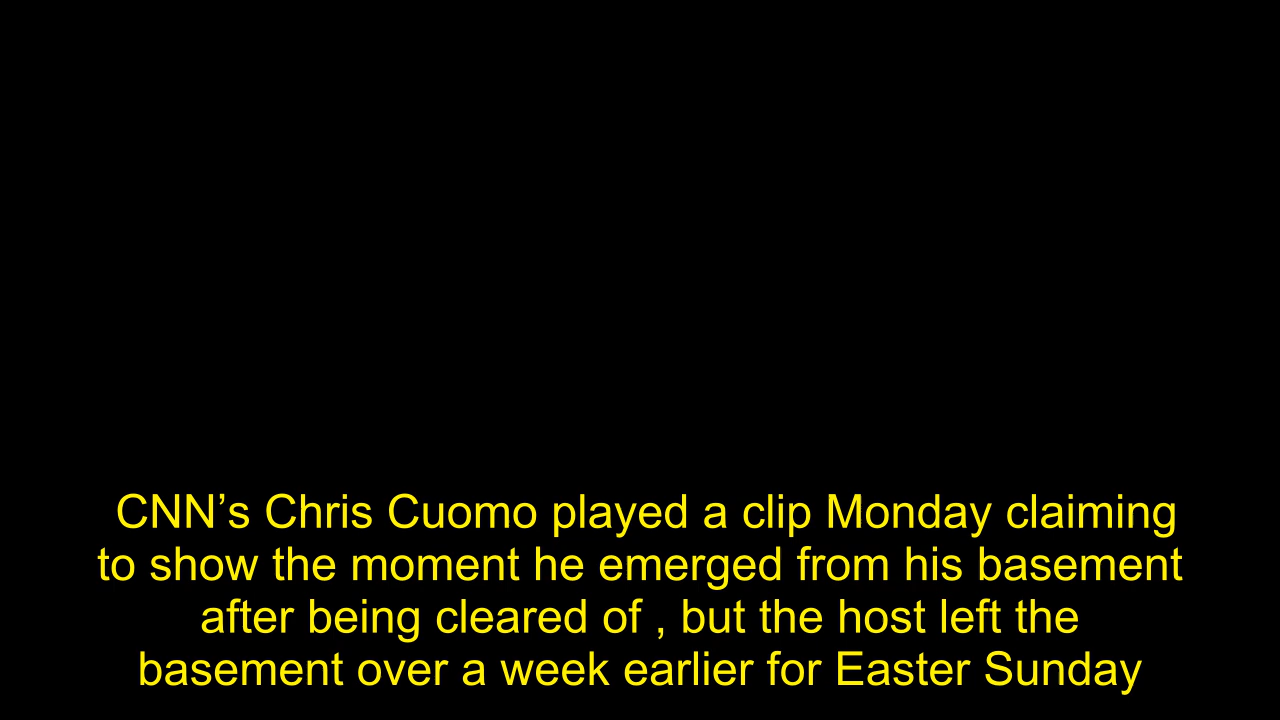 CNN’s Chris Cuomo played a clip Monday claiming
to show the moment he emerged from his basement
after being cleared of , but the host left the
basement over a week earlier for Easter Sunday